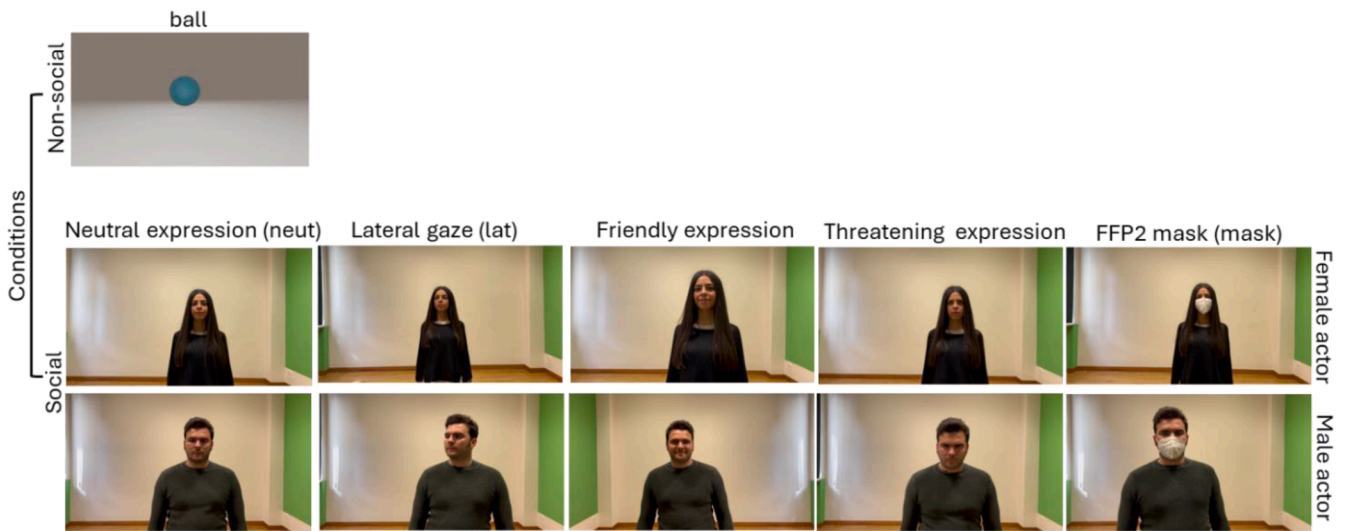 ball
Non-social
Conditions
Neutral expression (neut)
Lateral gaze (lat)
Friendly expression
Threatening expression
FFP2 mask (mask)
Female actor
Social
Male actor